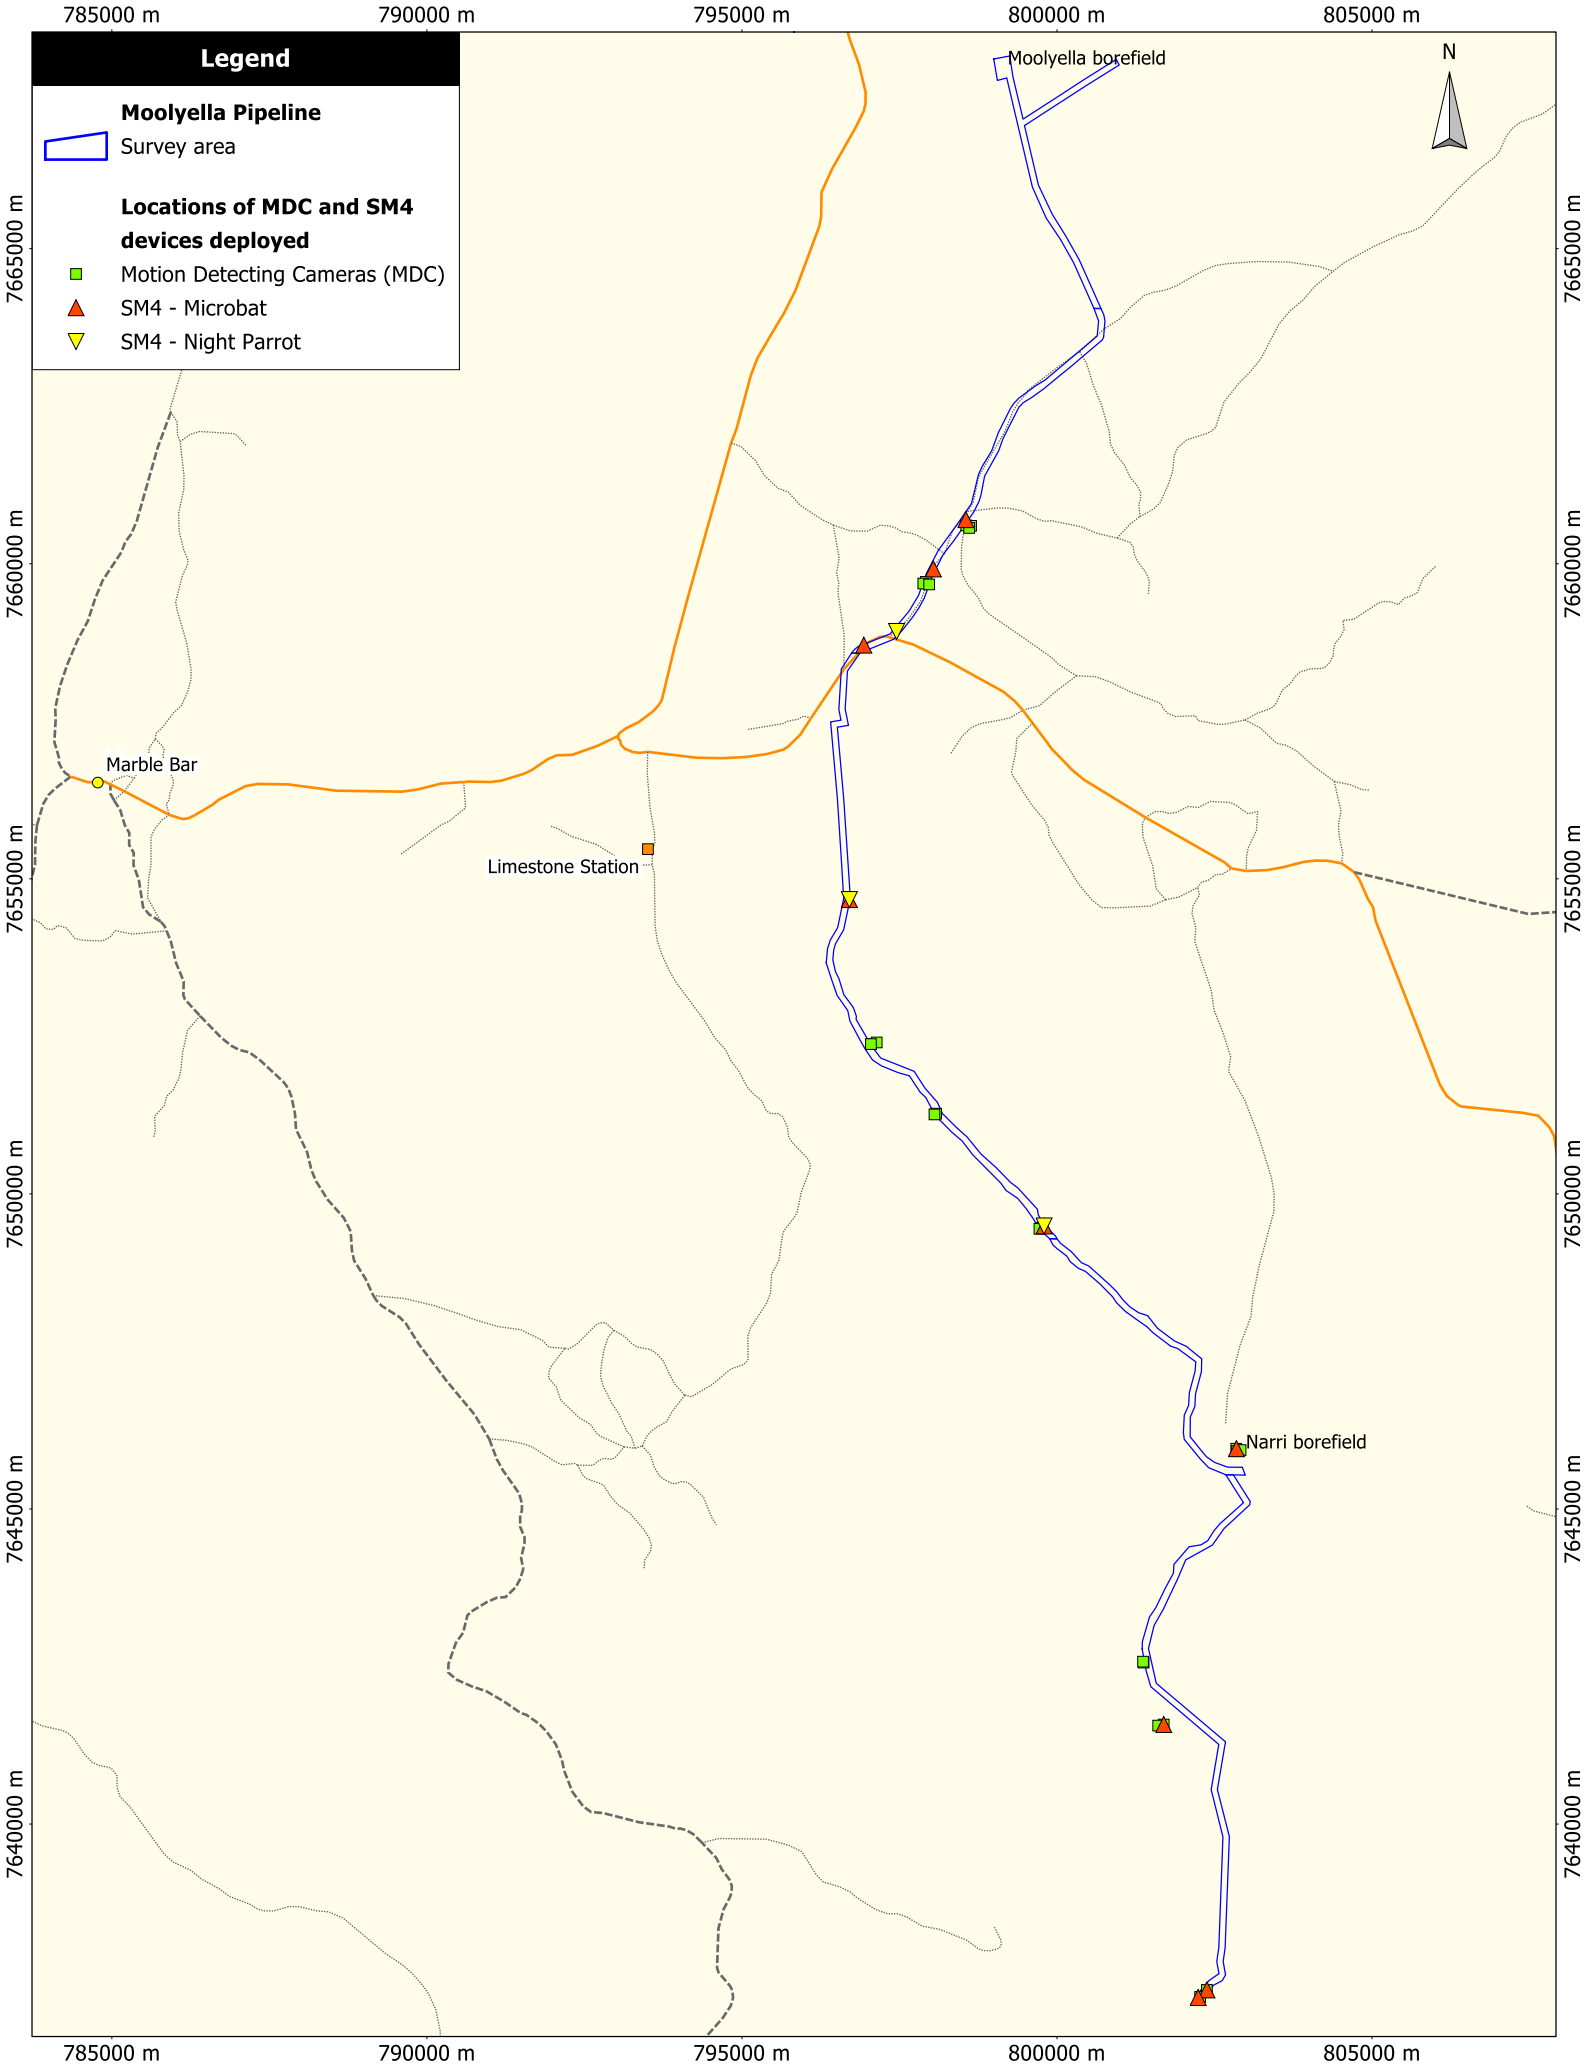 785000 m
790000 m
795000 m
800000 m
805000 m
Legend
Moolyella Pipeline
Survey area
Locations of MDC and SM4
devices deployed
Motion Detecting Cameras (MDC)
SM4 - Microbat
SM4 - Night Parrot
Moolyella borefield
N
7665000 m
7665000 m
7660000 m
7660000 m
Marble Bar
Limestone Station
7655000 m
7655000 m
7650000 m
7650000 m
Narri borefield
7645000 m
7645000 m
7640000 m
7640000 m
785000 m
790000 m
795000 m
800000 m
805000 m